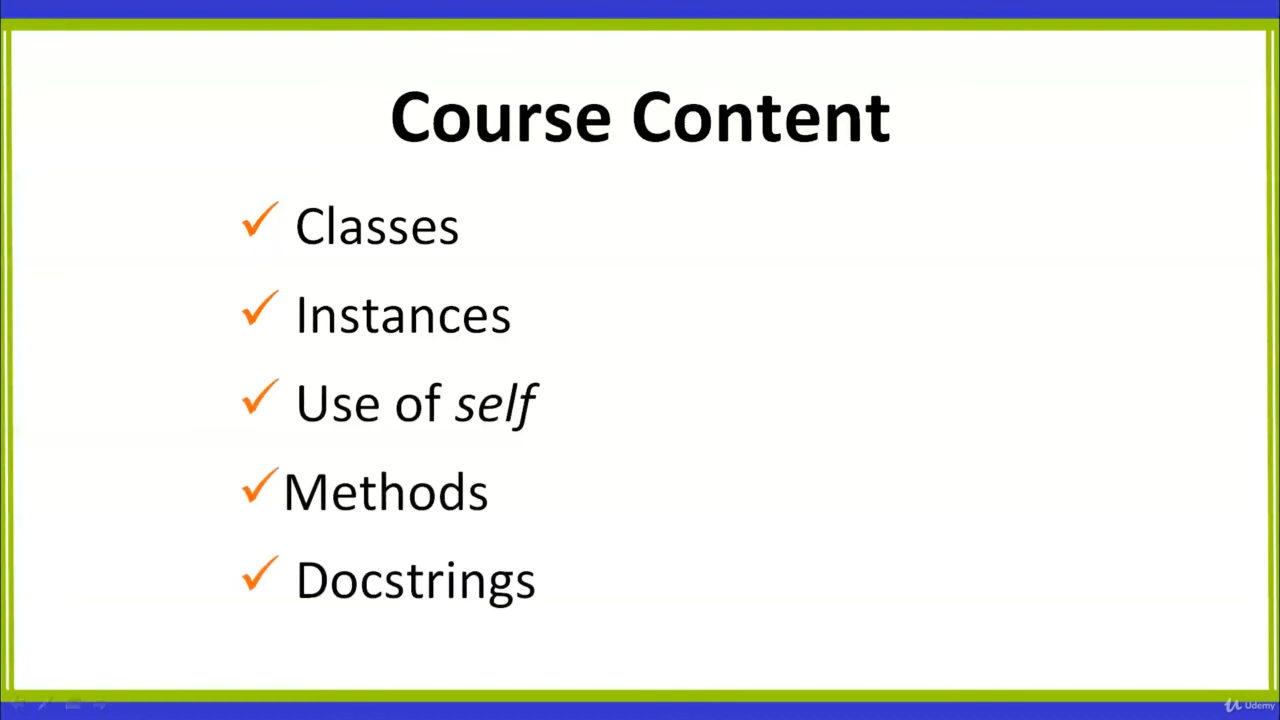 Course Content
✓ Classes
✓ Instances
✓ Use of self
✓ Methods
✓ Docstrings
Udemy